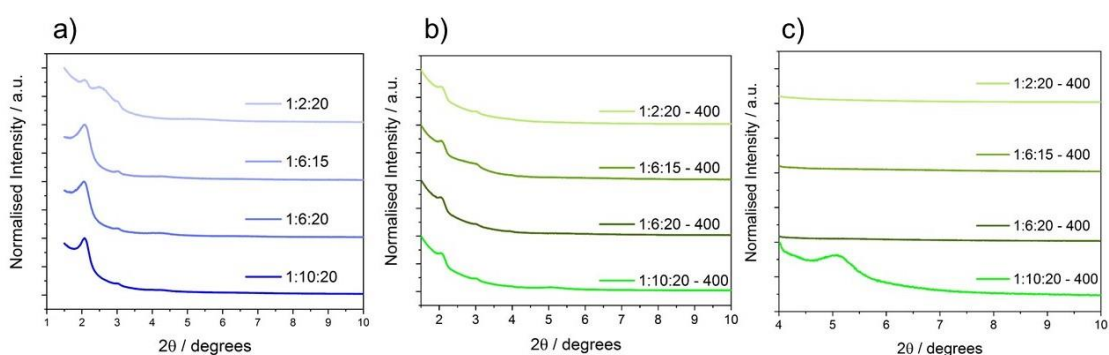 a)
Normalised Intensity / a.u.
1:2:20
1:6:15
1:6:20
1:10:20
1 2 3 4 5 6 7 8 9 10
2θ / degrees
b)
Normalised Intensity / a.u.
1:2:20 - 400
1:6:15 - 400
1:6:20 - 400
1:10:20 - 400
2 3 4 5 6 7 8 9 10
2θ / degrees
c)
Normalised Intensity / a.u.
1:2:20 - 400
1:6:15 - 400
1:6:20 - 400
1:10:20 - 400
4 5 6 7 8 9 10
2θ / degrees